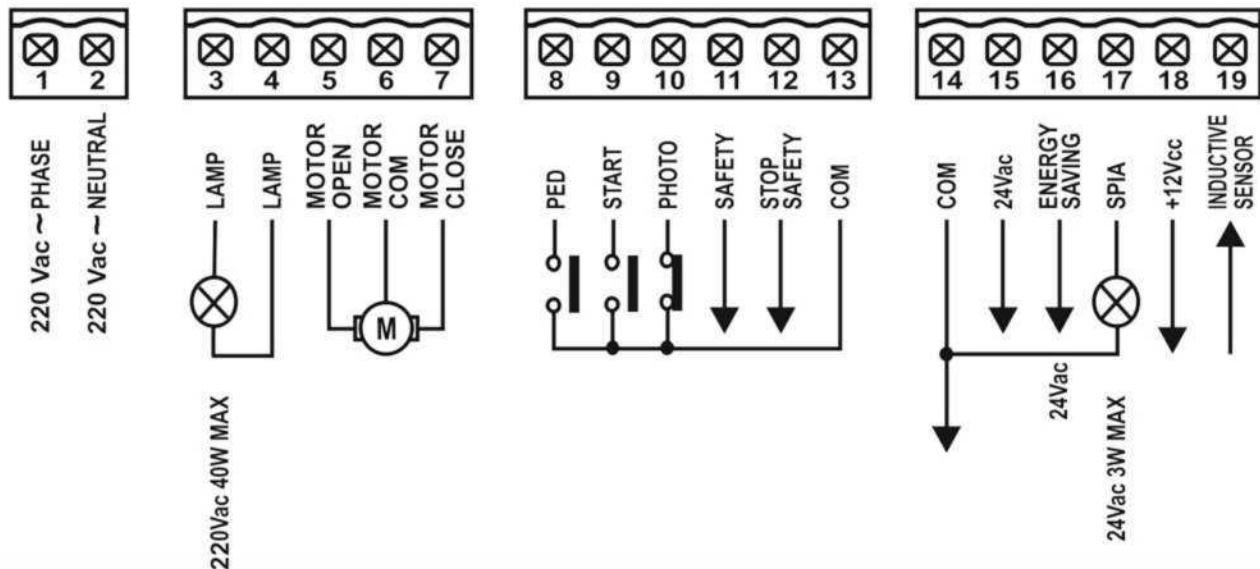 1 2
3 4 5 6 7
8 9 10 11 12 13
14 15 16 17 18 19
220 Vac ~ PHASE
220 Vac ~ NEUTRAL
LAMP
LAMP
MOTOR
OPEN
MOTOR
COM
MOTOR
CLOSE
PED
START
PHOTO
SAFETY
STOP
SAFETY
COM
COM
24Vac
ENERGY
SAVING
SPIA
+12Vcc
INDUCTIVE
SENSOR
M
220Vac 40W MAX
24Vac
24Vac 3W MAX